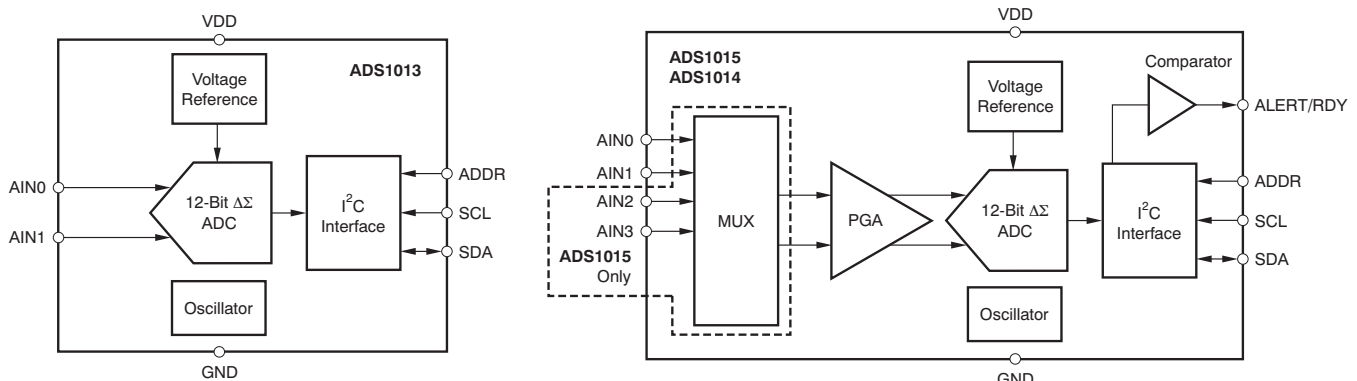 VDD
ADS1013
Voltage
Reference
AIN0
AIN1
12-Bit ΔΣ
ADC
I²C
Interface
ADDR
SCL
SDA
Oscillator
GND
VDD
ADS1015
ADS1014
Comparator
Voltage
Reference
ALERT/RDY
AIN0
AIN1
AIN2
AIN3
ADS1015
Only
MUX
PGA
12-Bit ΔΣ
ADC
I²C
Interface
ADDR
SCL
SDA
Oscillator
GND